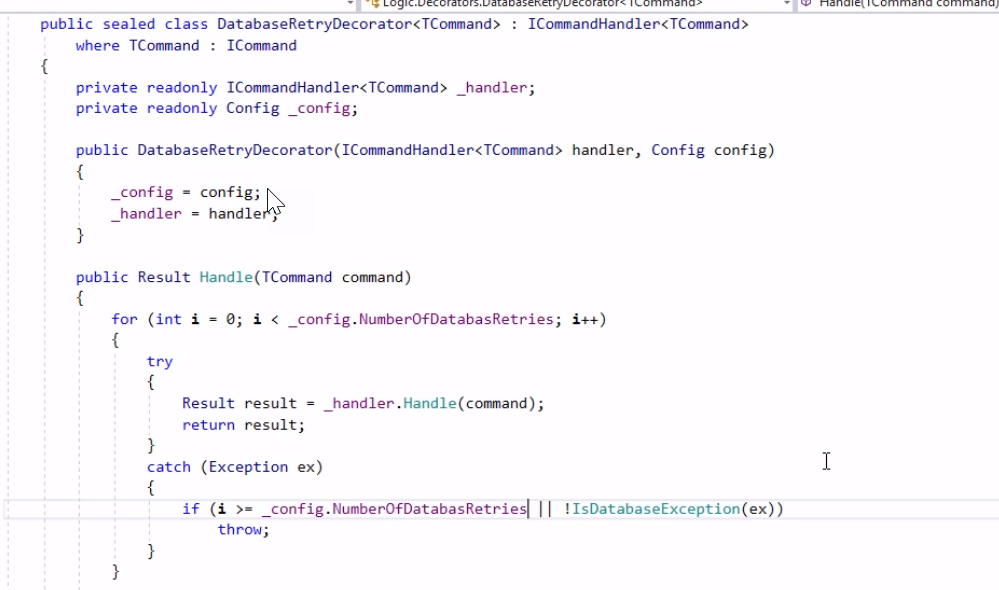 Logic.Decorators.DatabaseRetryDecorator<TCommand> Handle(TCommand command)
public sealed class DatabaseRetryDecorator<TCommand> : ICommandHandler<TCommand>
where TCommand : ICommand
{
private readonly ICommandHandler<TCommand> _handler;
private readonly Config _config;
public DatabaseRetryDecorator(ICommandHandler<TCommand> handler, Config config)
{
_config = config;
_handler = handler;
}
public Result Handle(TCommand command)
{
for (int i = 0; i < _config.NumberOfDatabasRetries; i++)
{
try
{
Result result = _handler.Handle(command);
return result;
}
catch (Exception ex)
{
if (i >= _config.NumberOfDatabasRetries || !IsDatabaseException(ex))
throw;
}
}